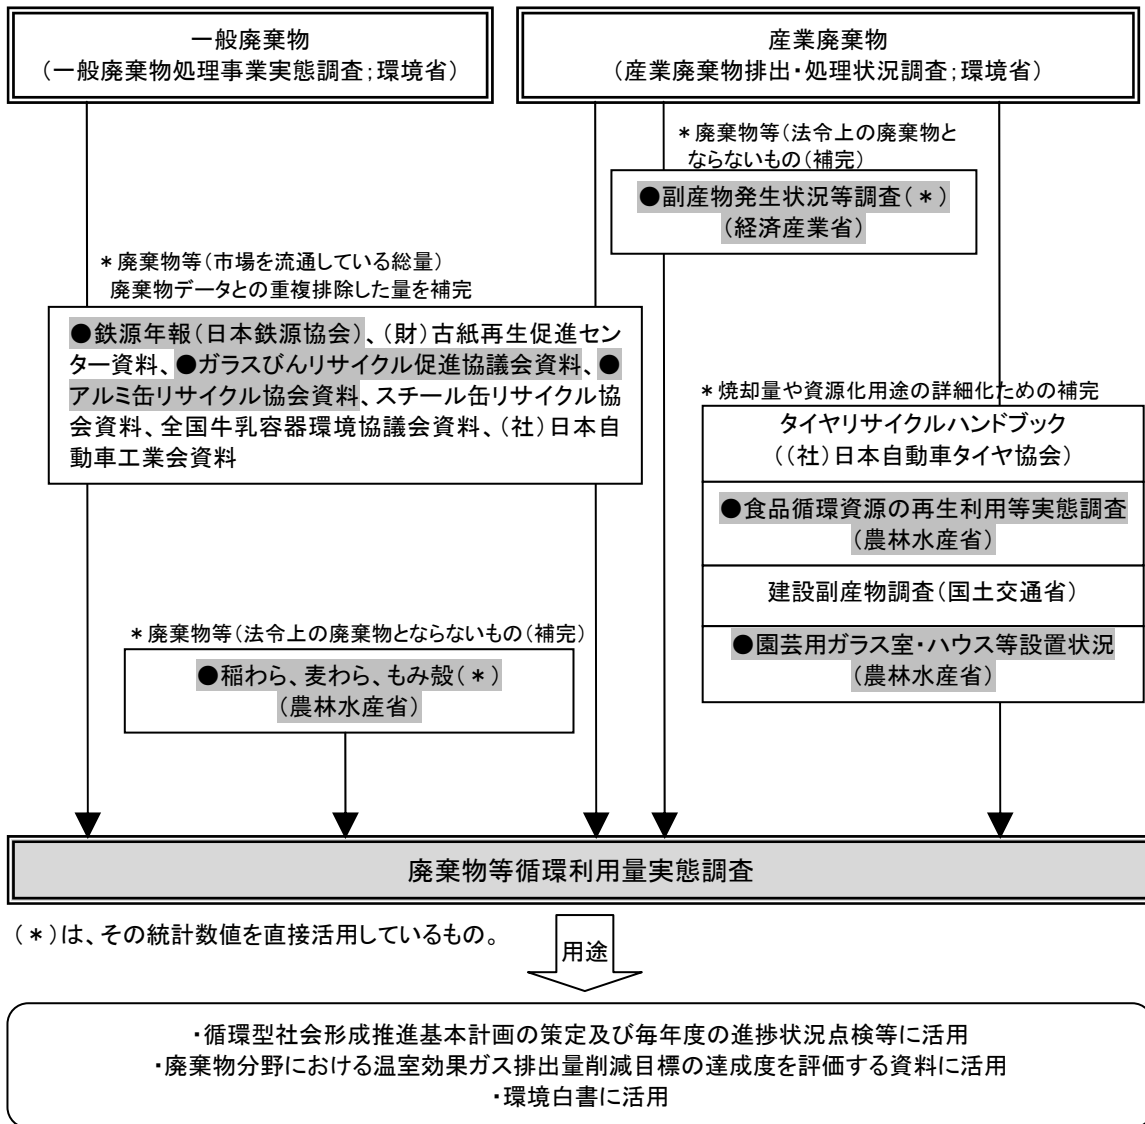 一般廃棄物
（一般廃棄物処理事業実態調査；環境省）
産業廃棄物
（産業廃棄物排出・処理状況調査；環境省）
＊廃棄物等（法令上の廃棄物と
ならないもの（補完）
●副産物発生状況等調査（＊）
（経済産業省）
＊廃棄物等（市場を流通している総量）
廃棄物データとの重複排除した量を補完
●鉄源年報（日本鉄源協会）、（財）古紙再生促進セン
ター資料、●ガラスびんリサイクル促進協議会資料、●
アルミ缶リサイクル協会資料、スチール缶リサイクル協
会資料、全国牛乳容器環境協議会資料、（社）日本自
動車工業会資料
＊焼却量や資源化用途の詳細化ための補完
タイヤリサイクルハンドブック
（（社）日本自動車タイヤ協会）
●食品循環資源の再生利用等実態調査
（農林水産省）
建設副産物調査（国土交通省）
●園芸用ガラス室・ハウス等設置状況
（農林水産省）
＊廃棄物等（法令上の廃棄物とならないもの（補完）
●稲わら、麦わら、もみ殻（＊）
（農林水産省）
廃棄物等循環利用量実態調査
（＊）は、その統計数値を直接活用しているもの。
用途
・循環型社会形成推進基本計画の策定及び毎年度の進捗状況点検等に活用
・廃棄物分野における温室効果ガス排出量削減目標の達成度を評価する資料に活用
・環境白書に活用